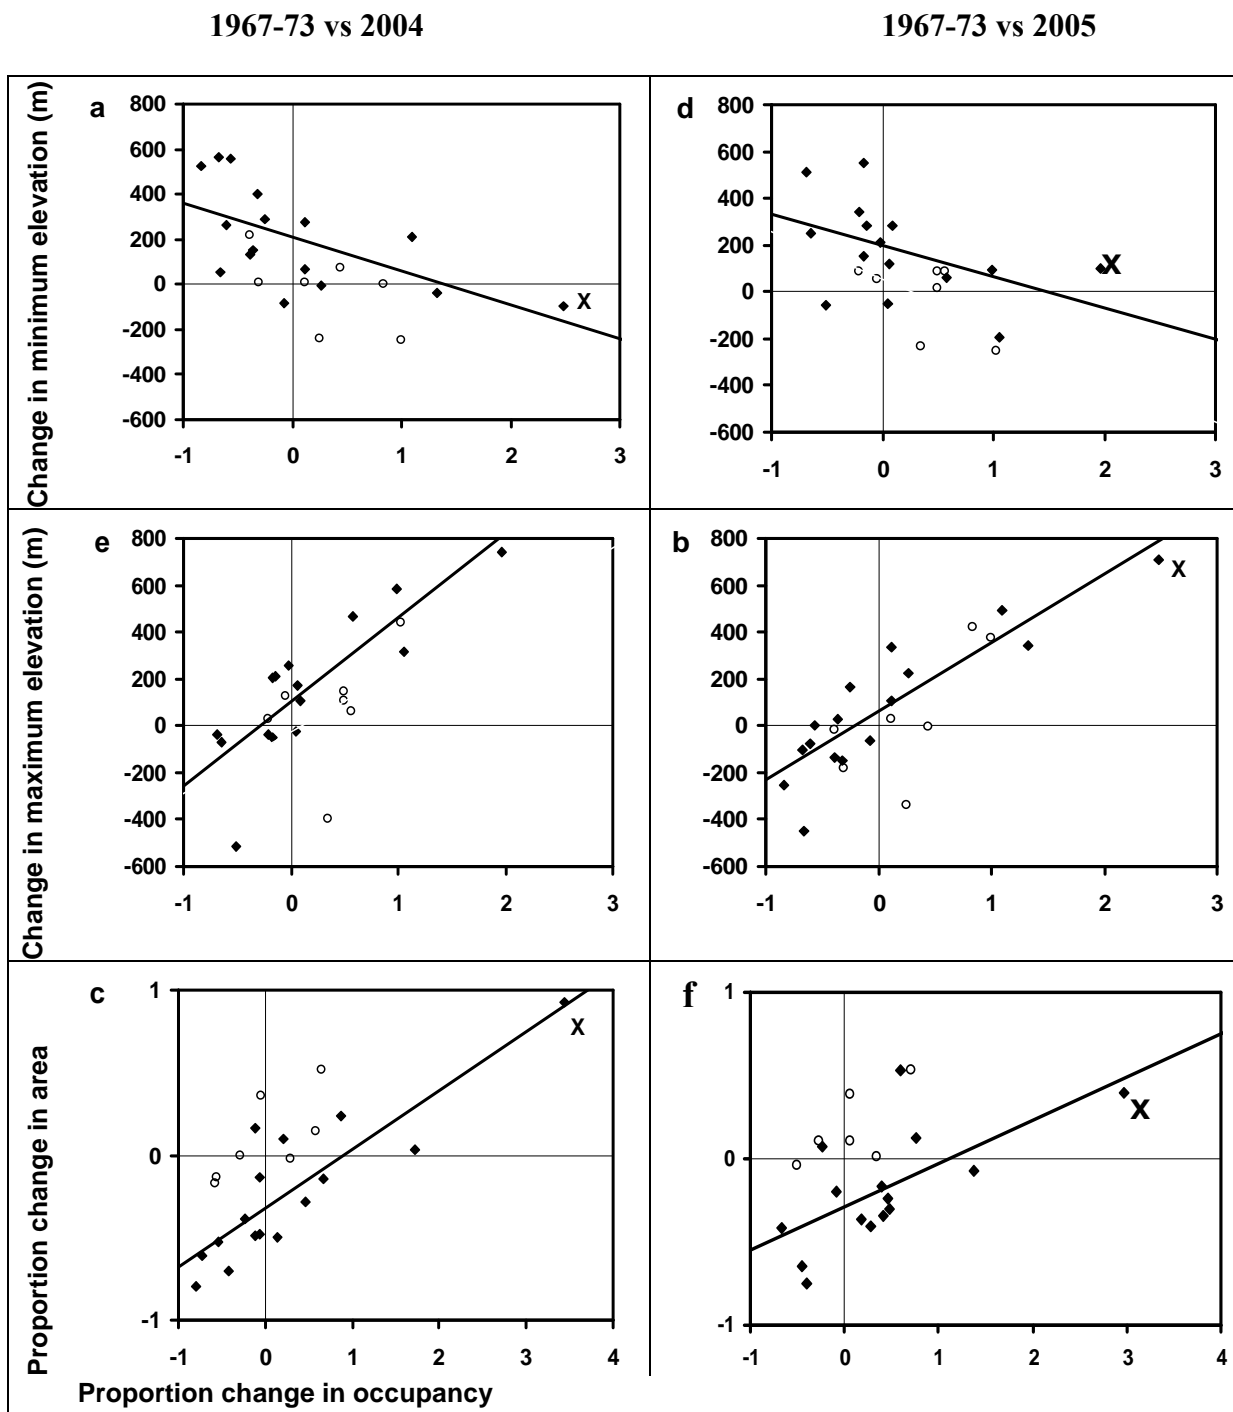 1967-73 vs 2004
1967-73 vs 2005
Change in minimum elevation (m)
a
800
600
400
200
0
-200
-400
-600
-1 0 1 2 3
X
d
800
600
400
200
0
-200
-400
-600
-1 0 1 2 3
X
Change in maximum elevation (m)
e
800
600
400
200
0
-200
-400
-600
-1 0 1 2 3
b
800
600
400
200
0
-200
-400
-600
-1 0 1 2 3
X
Proportion change in area
c
1
0
-1
-1 0 1 2 3 4
X
f
1
0
-1
-1 0 1 2 3 4
X
Proportion change in occupancy